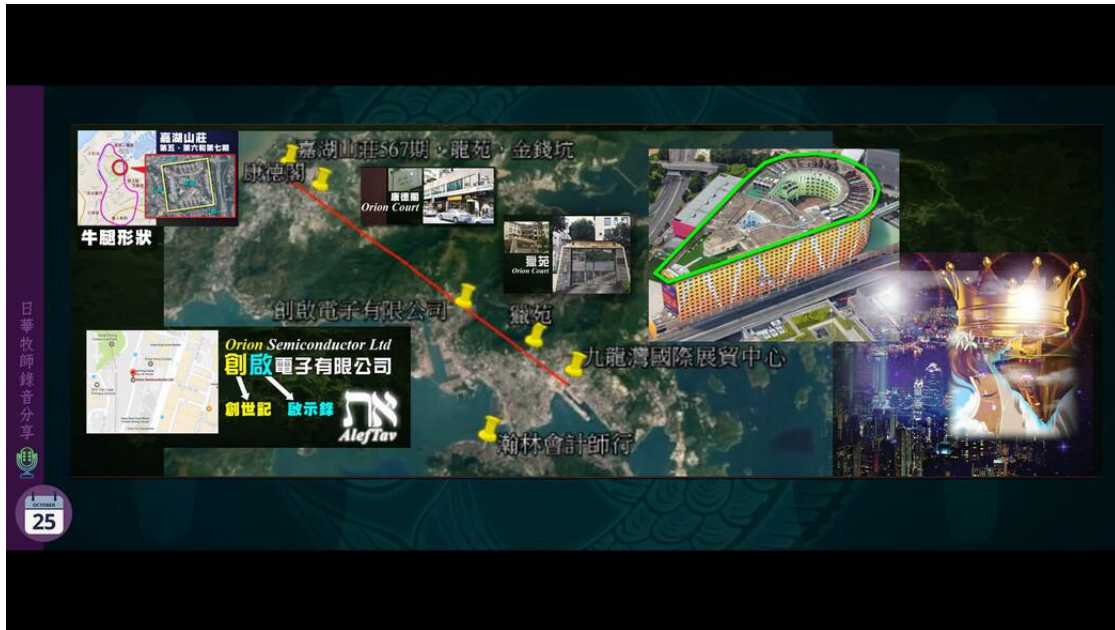 嘉湖山莊
第五、第六和第七期
牛腿形狀
嘉湖山莊567期，龍苑，金錢坑
康德閣
康德閣
Orion Court
獵苑
Orion Court
創啟電子有限公司
獵苑
九龍灣國際展貿中心
瀚林會計師行
Orion Semiconductor Ltd
創啟電子有限公司
創世記
啟示錄
את
AlefTav
日華牧師錄音分享
OCTOBER
25